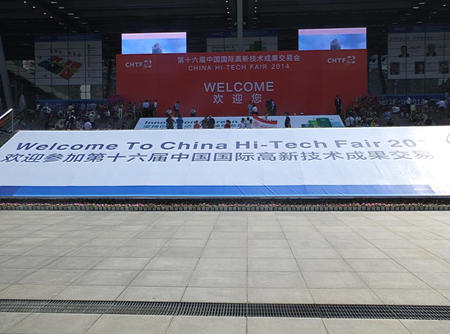 第十六届中国国际高新技术成果交易会
CHTF
CHINA HI-TECH FAIR 2014
CHTF
WELCOME
欢迎您
Welcome To China Hi-Tech Fair 20
欢迎参加第十六届中国国际高新技术成果交易